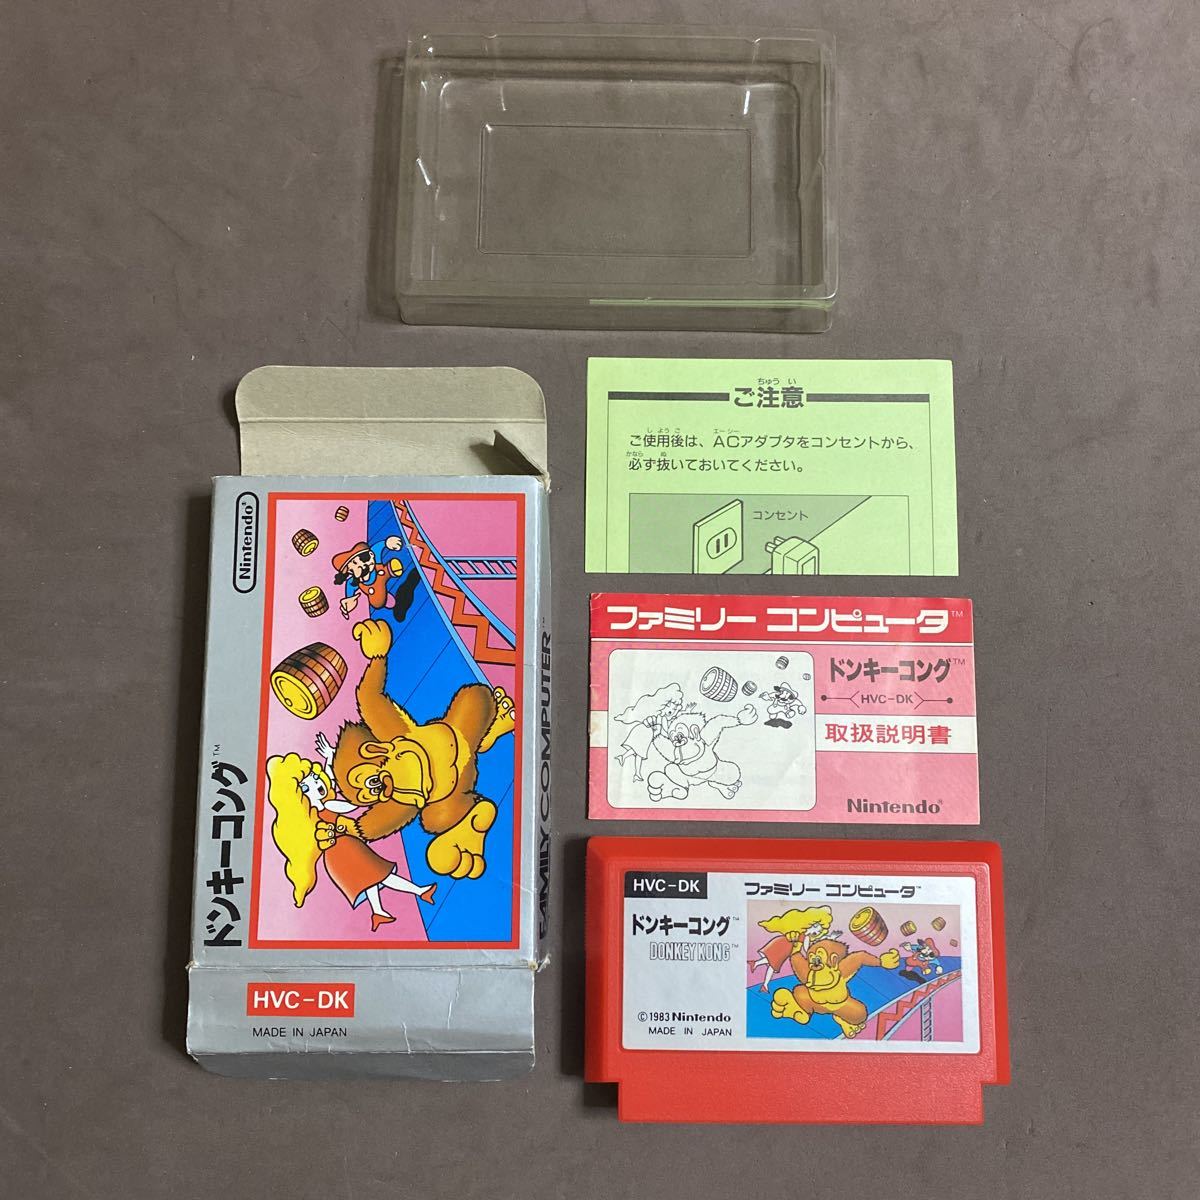 ちゅう い
ご注意
し よう ご エーシー
ご使用後は、ACアダプタをコンセントから、
かなら ぬ
必ず抜いておいてください。
コンセント
Nintendo®
ドンキーコング™
FAMILY COMPUTER™
HVC-DK
MADE IN JAPAN
ファミリー コンピュータ™
ドンキーコング™
HVC-DK
取扱説明書
Nintendo®
HVC-DK
ファミリー コンピュータ™
ドンキーコング™
DONKEY KONG™
©1983 Nintendo
MADE IN JAPAN